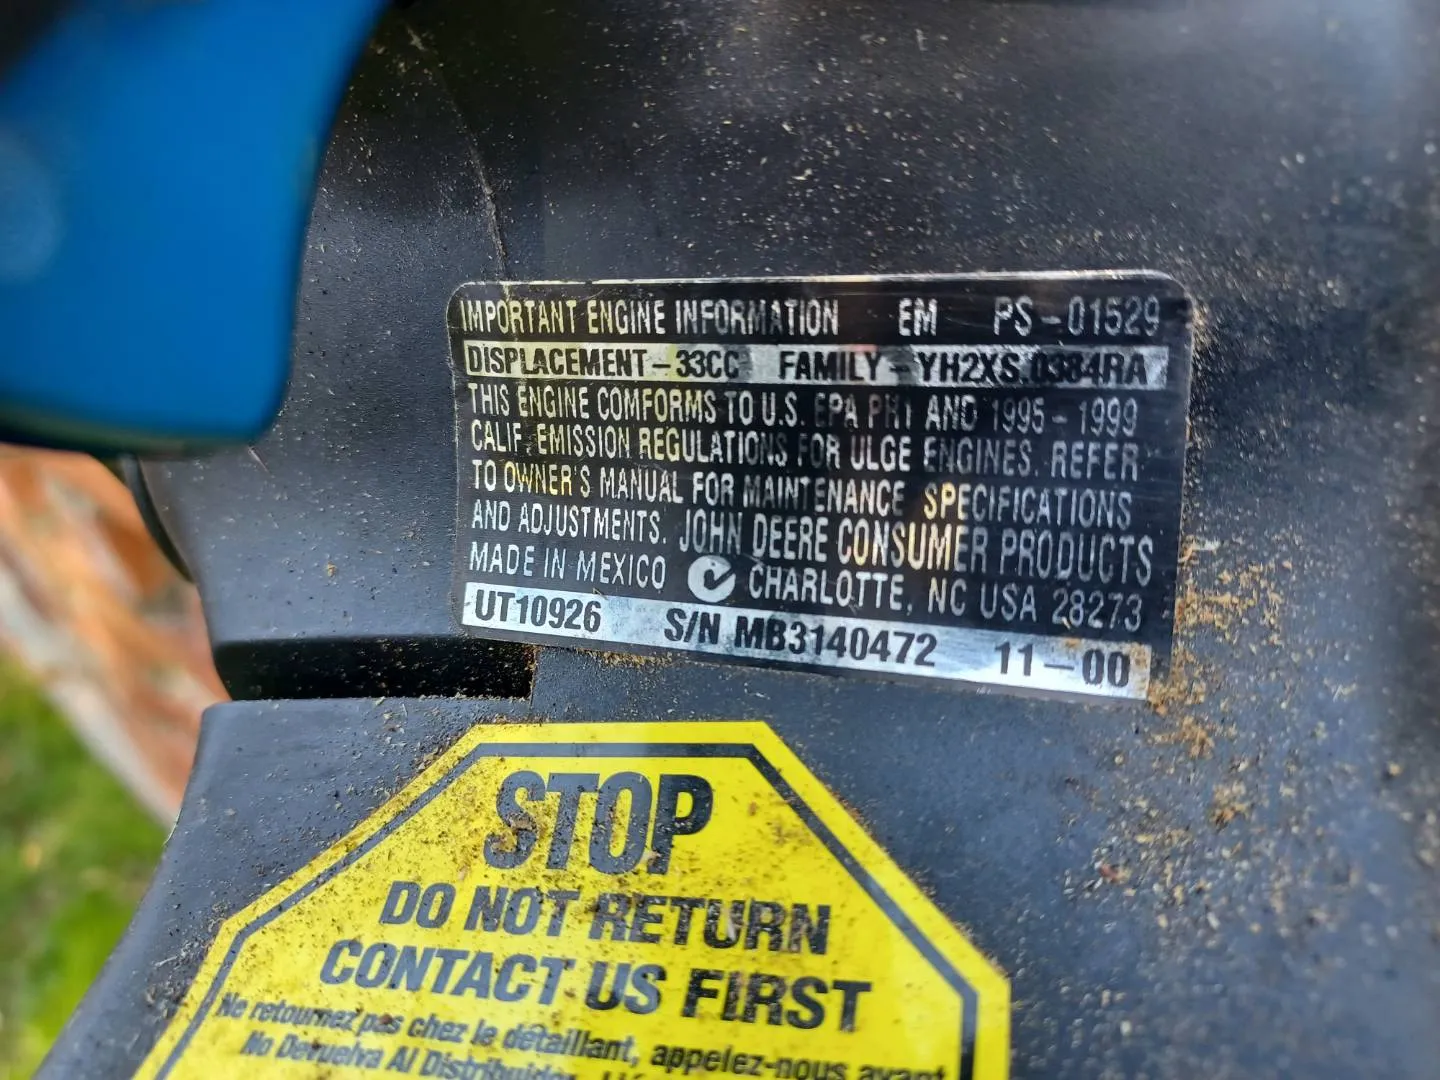 IMPORTANT ENGINE INFORMATION EM PS-01529
DISPLACEMENT-33CC FAMILY-YH2XS.0384RA
THIS ENGINE COMFORMS TO U.S. EPA PH1 AND 1995-1999
CALIF. EMISSION REGULATIONS FOR ULGE ENGINES. REFER
TO OWNER'S MANUAL FOR MAINTENANCE SPECIFICATIONS
AND ADJUSTMENTS. JOHN DEERE CONSUMER PRODUCTS
MADE IN MEXICO CHARLOTTE, NC USA 28273
UT10926 S/N MB3140472 11-00
STOP
DO NOT RETURN
CONTACT US FIRST
Ne retournez pas chez le détaillant, appelez-nous avant
No Devuelva Al